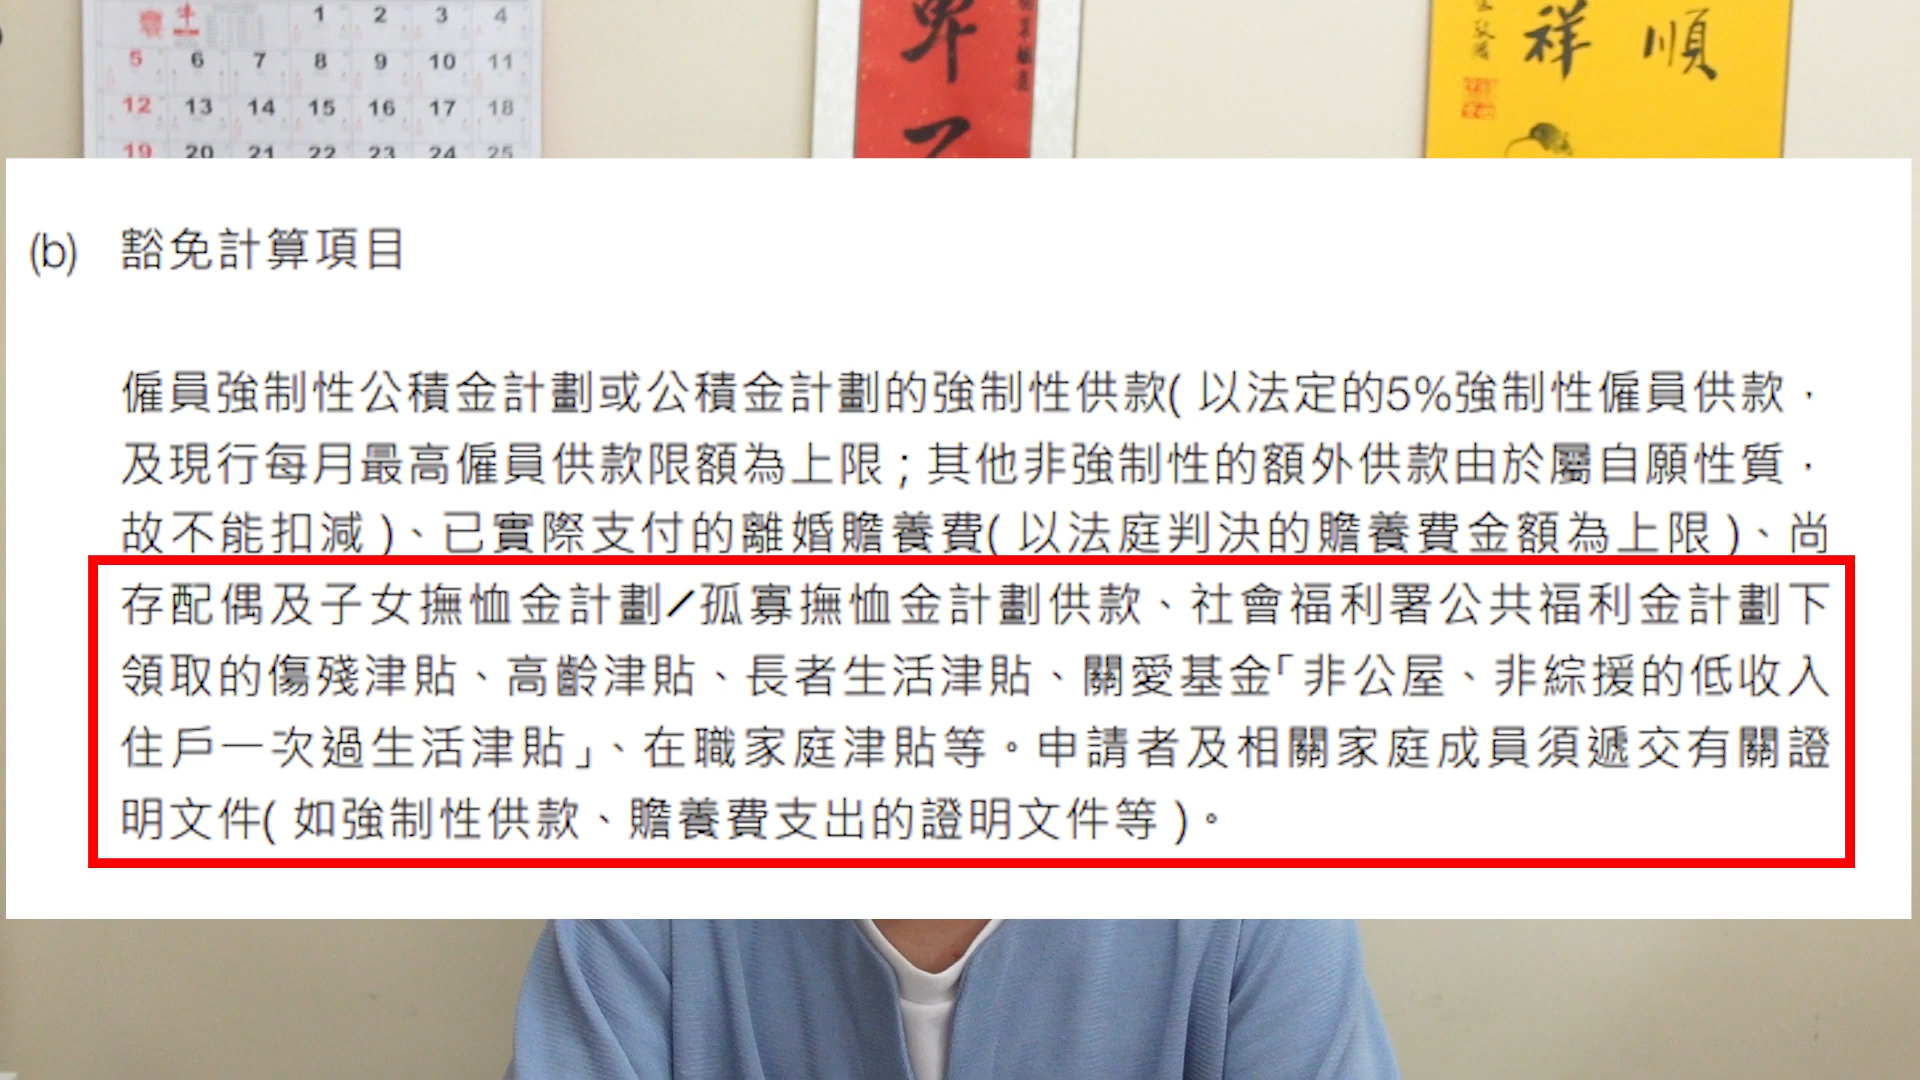 1 2 3 4
5 6 7 8 9 10 11
12 13 14 15 16 17 18
19 20 21 22 23 24 25
祥 順
(b) 豁免計算項目
僱員強制性公積金計劃或公積金計劃的強制性供款(以法定的5%強制性僱員供款，
及現行每月最高僱員供款限額為上限；其他非強制性的額外供款由於屬自願性質，
故不能扣減)、已實際支付的離婚贍養費(以法庭判決的贍養費金額為上限)、尚
存配偶及子女撫恤金計劃／孤寡撫恤金計劃供款、社會福利署公共福利金計劃下
領取的傷殘津貼、高齡津貼、長者生活津貼、關愛基金「非公屋、非綜援的低收入
住戶一次過生活津貼」、在職家庭津貼等。申請者及相關家庭成員須遞交有關證
明文件(如強制性供款、贍養費支出的證明文件等)。